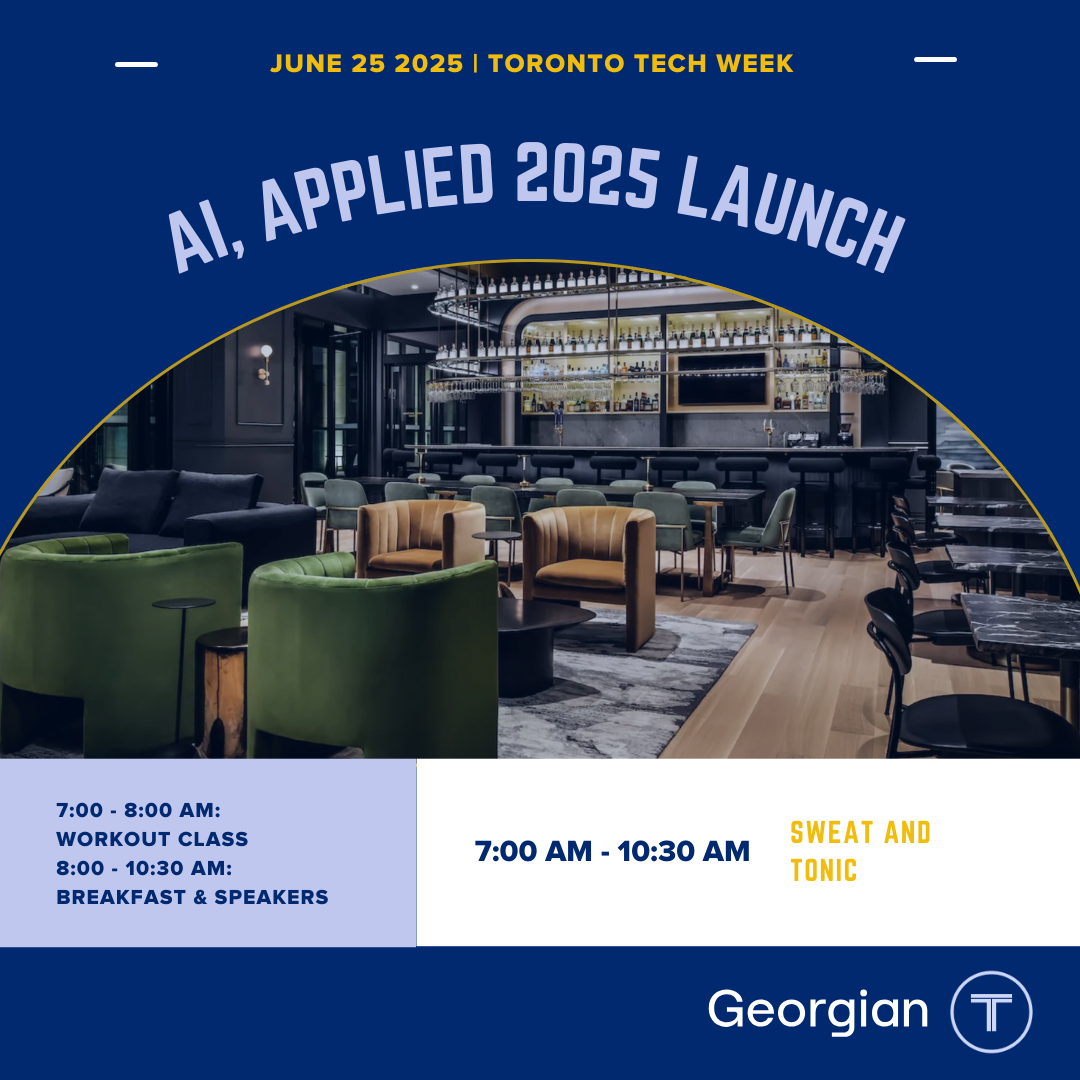 JUNE 25 2025 | TORONTO TECH WEEK
AI, APPLIED 2025 LAUNCH
7:00 - 8:00 AM:
WORKOUT CLASS
8:00 - 10:30 AM:
BREAKFAST & SPEAKERS
7:00 AM - 10:30 AM
SWEAT AND
TONIC
Georgian
T